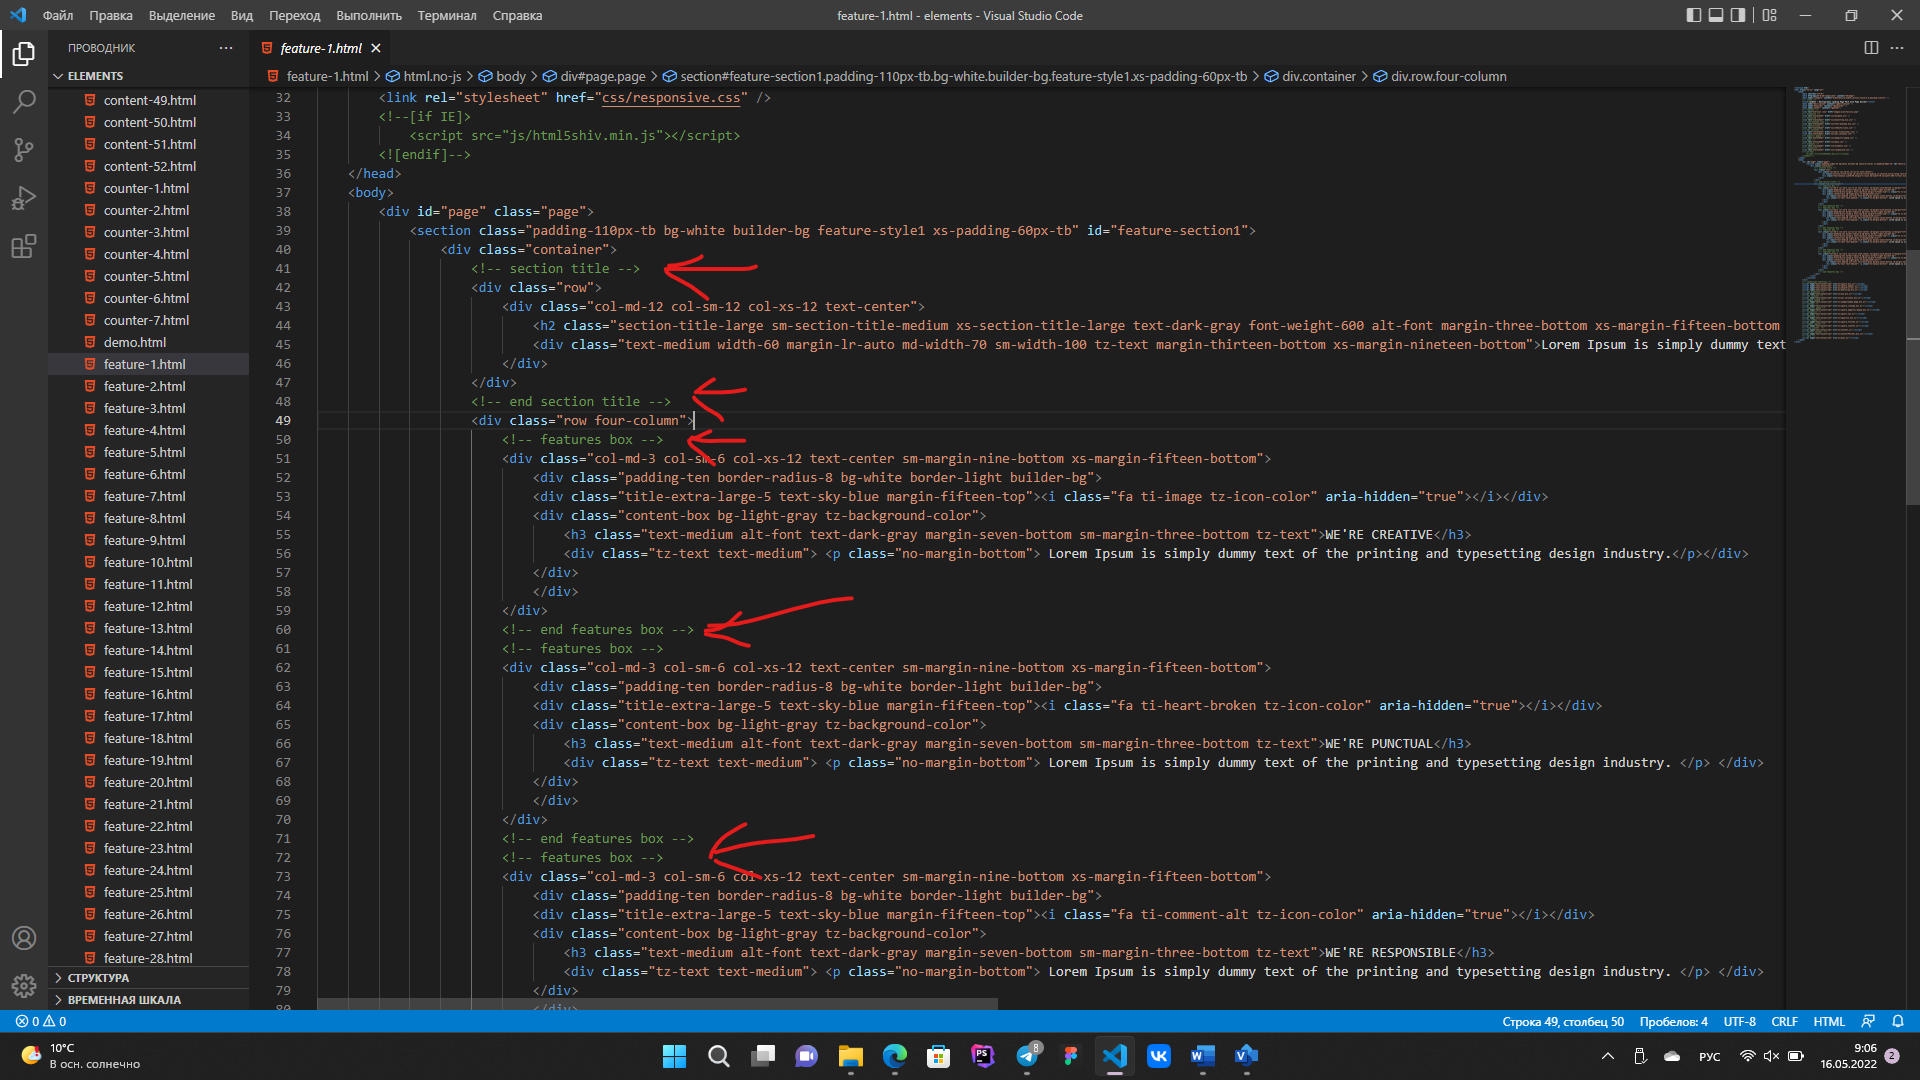 Файл Правка Выделение Вид Переход Выполнить Терминал Справка
feature-1.html - elements - Visual Studio Code
ПРОВОДНИК
feature-1.html
ELEMENTS
feature-1.html > html.no-js > body > div#page.page > section#feature-section1.padding-110px-tb.bg-white.builder-bg.feature-style1.xs-padding-60px-tb > div.container > div.row.four-column
content-49.html
content-50.html
content-51.html
content-52.html
counter-1.html
counter-2.html
counter-3.html
counter-4.html
counter-5.html
counter-6.html
counter-7.html
demo.html
feature-1.html
feature-2.html
feature-3.html
feature-4.html
feature-5.html
feature-6.html
feature-7.html
feature-8.html
feature-9.html
feature-10.html
feature-11.html
feature-12.html
feature-13.html
feature-14.html
feature-15.html
feature-16.html
feature-17.html
feature-18.html
feature-19.html
feature-20.html
feature-21.html
feature-22.html
feature-23.html
feature-24.html
feature-25.html
feature-26.html
feature-27.html
feature-28.html
СТРУКТУРА
ВРЕМЕННАЯ ШКАЛА
32 <link rel="stylesheet" href="css/responsive.css" />
33 <!--[if IE]>
34 <script src="js/html5shiv.min.js"></script>
35 <![endif]-->
36 </head>
37 <body>
38 <div id="page" class="page">
39 <section class="padding-110px-tb bg-white builder-bg feature-style1 xs-padding-60px-tb" id="feature-section1">
40 <div class="container">
41 <!-- section title -->
42 <div class="row">
43 <div class="col-md-12 col-sm-12 col-xs-12 text-center">
44 <h2 class="section-title-large sm-section-title-medium xs-section-title-large text-dark-gray font-weight-600 alt-font margin-three-bottom xs-margin-fifteen-bottom
45 <div class="text-medium width-60 margin-lr-auto md-width-70 sm-width-100 tz-text margin-thirteen-bottom xs-margin-nineteen-bottom">Lorem Ipsum is simply dummy text
46 </div>
47 </div>
48 <!-- end section title -->
49 <div class="row four-column">
50 <!-- features box -->
51 <div class="col-md-3 col-sm-6 col-xs-12 text-center sm-margin-nine-bottom xs-margin-fifteen-bottom">
52 <div class="padding-ten border-radius-8 bg-white border-light builder-bg">
53 <div class="title-extra-large-5 text-sky-blue margin-fifteen-top"><i class="fa ti-image tz-icon-color" aria-hidden="true"></i></div>
54 <div class="content-box bg-light-gray tz-background-color">
55 <h3 class="text-medium alt-font text-dark-gray margin-seven-bottom sm-margin-three-bottom tz-text">WE'RE CREATIVE</h3>
56 <div class="tz-text text-medium"> <p class="no-margin-bottom"> Lorem Ipsum is simply dummy text of the printing and typesetting design industry.</p></div>
57 </div>
58 </div>
59 </div>
60 <!-- end features box -->
61 <!-- features box -->
62 <div class="col-md-3 col-sm-6 col-xs-12 text-center sm-margin-nine-bottom xs-margin-fifteen-bottom">
63 <div class="padding-ten border-radius-8 bg-white border-light builder-bg">
64 <div class="title-extra-large-5 text-sky-blue margin-fifteen-top"><i class="fa ti-heart-broken tz-icon-color" aria-hidden="true"></i></div>
65 <div class="content-box bg-light-gray tz-background-color">
66 <h3 class="text-medium alt-font text-dark-gray margin-seven-bottom sm-margin-three-bottom tz-text">WE'RE PUNCTUAL</h3>
67 <div class="tz-text text-medium"> <p class="no-margin-bottom"> Lorem Ipsum is simply dummy text of the printing and typesetting design industry. </p> </div>
68 </div>
69 </div>
70 </div>
71 <!-- end features box -->
72 <!-- features box -->
73 <div class="col-md-3 col-sm-6 col-xs-12 text-center sm-margin-nine-bottom xs-margin-fifteen-bottom">
74 <div class="padding-ten border-radius-8 bg-white border-light builder-bg">
75 <div class="title-extra-large-5 text-sky-blue margin-fifteen-top"><i class="fa ti-comment-alt tz-icon-color" aria-hidden="true"></i></div>
76 <div class="content-box bg-light-gray tz-background-color">
77 <h3 class="text-medium alt-font text-dark-gray margin-seven-bottom sm-margin-three-bottom tz-text">WE'RE RESPONSIBLE</h3>
78 <div class="tz-text text-medium"> <p class="no-margin-bottom"> Lorem Ipsum is simply dummy text of the printing and typesetting design industry. </p> </div>
79 </div>
80 </div>
0 0
Строка 49, столбец 50 Пробелов: 4 UTF-8 CRLF HTML
10°C
В осн. солнечно
PS
8
РУС
9:06
16.05.2022
2